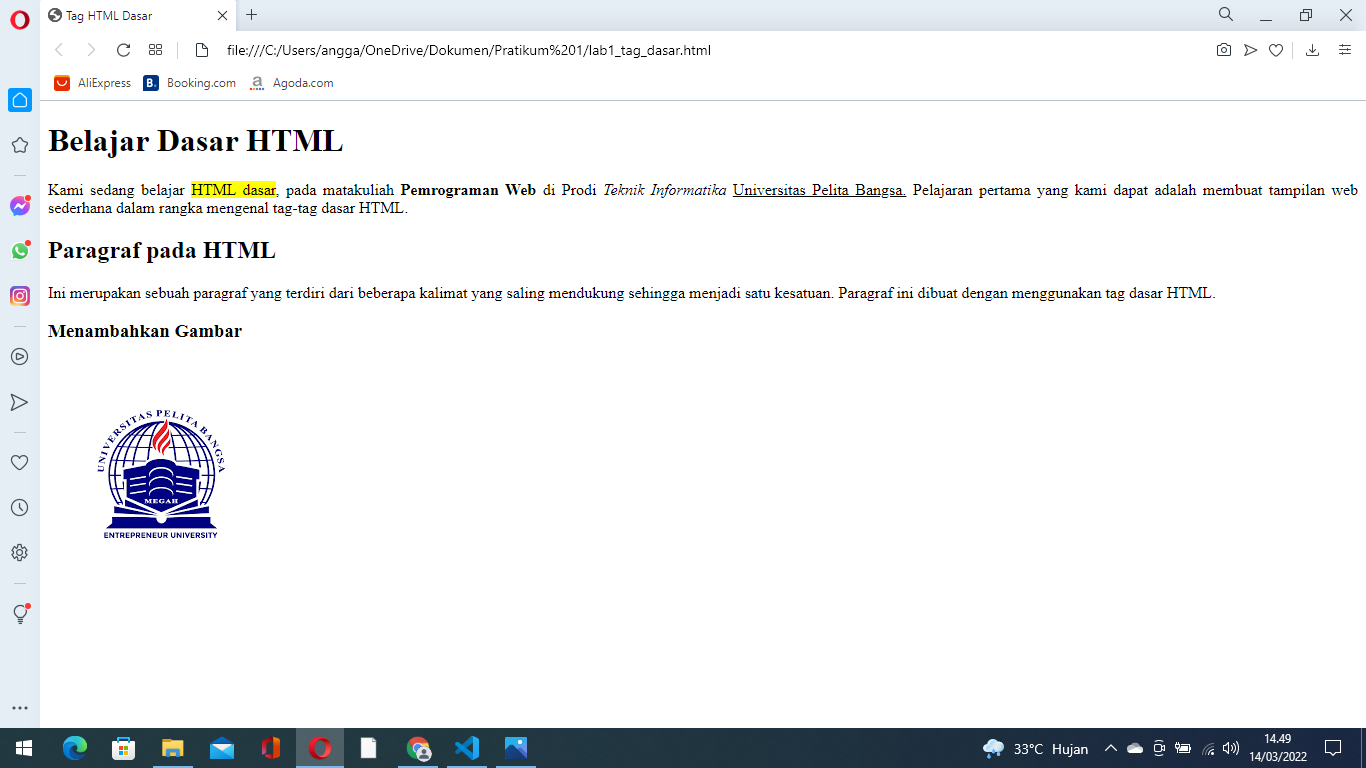 Tag HTML Dasar
file:///C:/Users/angga/OneDrive/Dokumen/Pratikum%201/lab1_tag_dasar.html
AliExpress B. Booking.com a Agoda.com
Belajar Dasar HTML
Kami sedang belajar HTML dasar, pada matakuliah Pemrograman Web di Prodi Teknik Informatika Universitas Pelita Bangsa. Pelajaran pertama yang kami dapat adalah membuat tampilan web
sederhana dalam rangka mengenal tag-tag dasar HTML.
Paragraf pada HTML
Ini merupakan sebuah paragraf yang terdiri dari beberapa kalimat yang saling mendukung sehingga menjadi satu kesatuan. Paragraf ini dibuat dengan menggunakan tag dasar HTML.
Menambahkan Gambar
UNIVERSITAS PELITA BANGSA
MEGAH
ENTREPRENEUR UNIVERSITY
33°C Hujan
14.49
14/03/2022